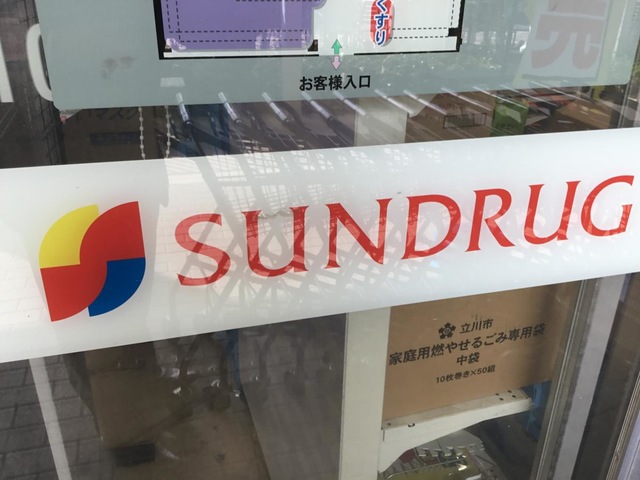 くすり
お客様入口
SUNDRUG
立川市
家庭用燃やせるごみ専用袋
中袋
10枚巻き×50組